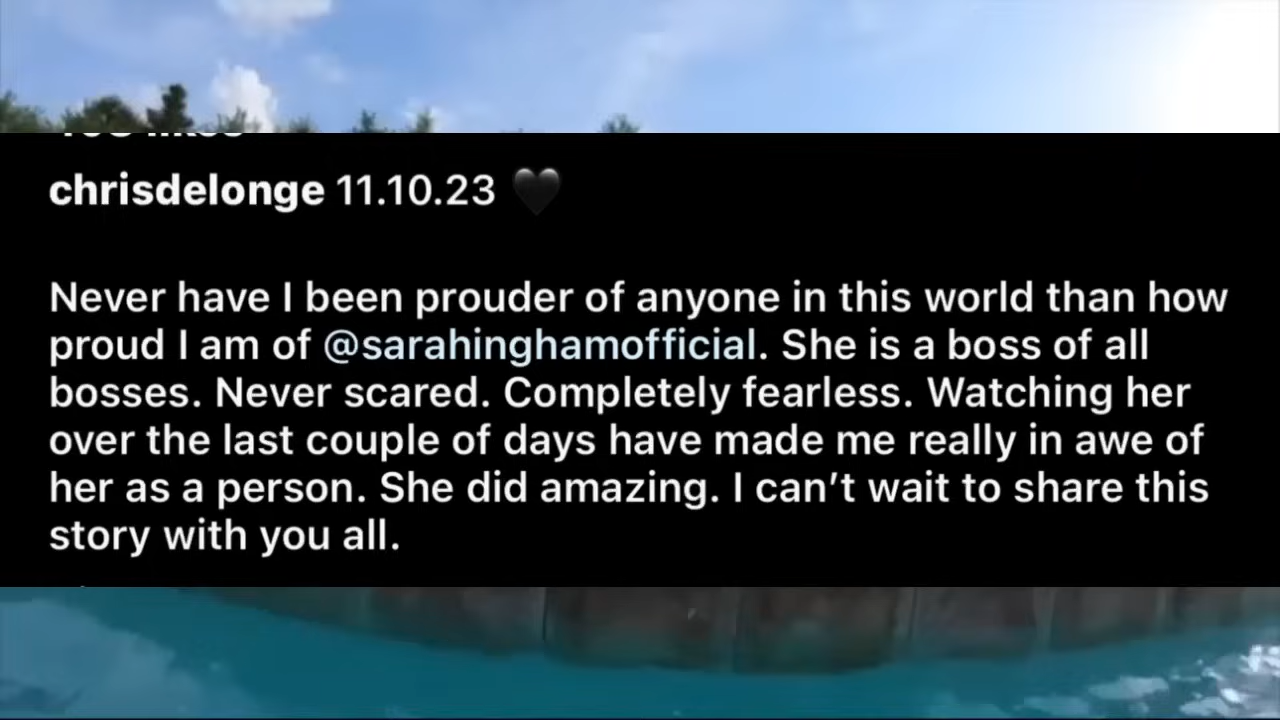 chrisdelonge 11.10.23 🖤
Never have I been prouder of anyone in this world than how
proud I am of @sarahinghamofficial. She is a boss of all
bosses. Never scared. Completely fearless. Watching her
over the last couple of days have made me really in awe of
her as a person. She did amazing. I can’t wait to share this
story with you all.